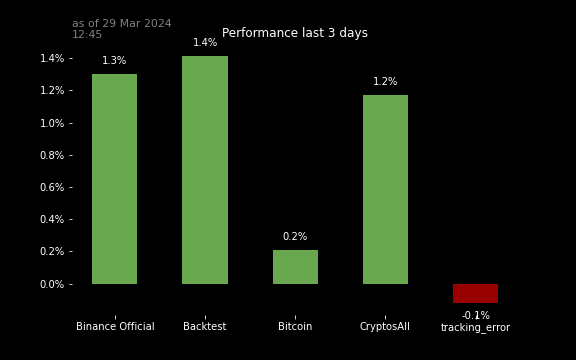 as of 29 Mar 2024
12:45
Performance last 3 days
1.4%
1.2%
1.0%
0.8%
0.6%
0.4%
0.2%
0.0%
1.3%
1.4%
0.2%
1.2%
-0.1%
Binance Official
Backtest
Bitcoin
CryptosAll
tracking_error